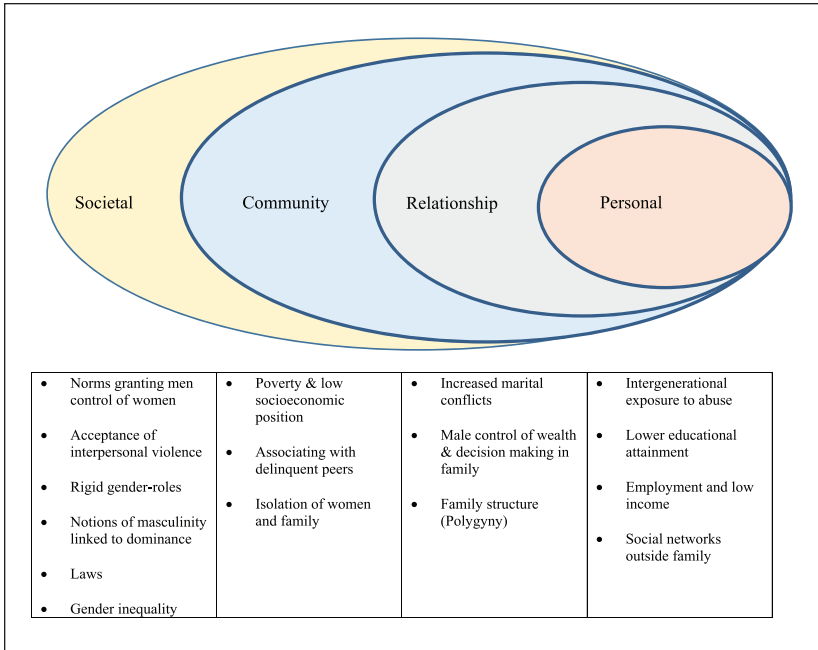 Societal
Community
Relationship
Personal
• Norms granting men
control of women
• Acceptance of
interpersonal violence
• Rigid gender-roles
• Notions of masculinity
linked to dominance
• Laws
• Gender inequality
• Poverty & low
socioeconomic
position
• Associating with
delinquent peers
• Isolation of women
and family
• Increased marital
conflicts
• Male control of wealth
& decision making in
family
• Family structure
(Polygyny)
• Intergenerational
exposure to abuse
• Lower educational
attainment
• Employment and low
income
• Social networks
outside family